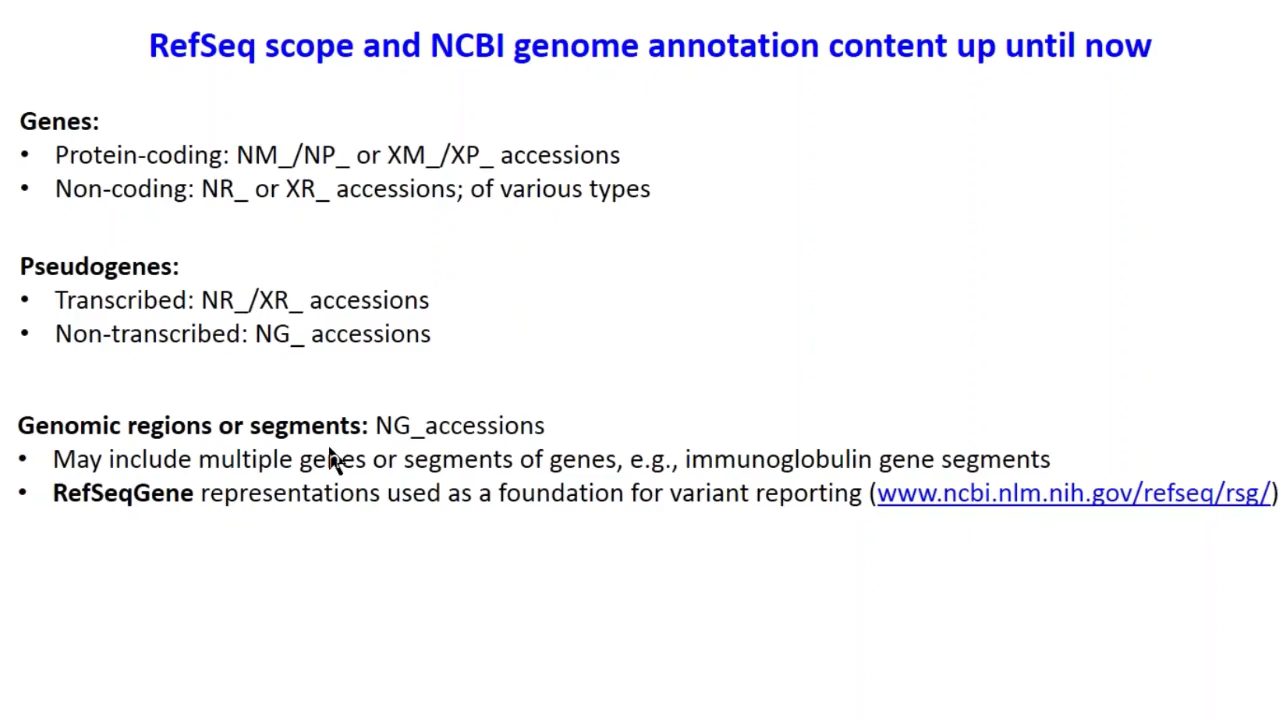 RefSeq scope and NCBI genome annotation content up until now
Genes:
• Protein-coding: NM_/NP_ or XM_/XP_ accessions
• Non-coding: NR_ or XR_ accessions; of various types
Pseudogenes:
• Transcribed: NR_/XR_ accessions
• Non-transcribed: NG_ accessions
Genomic regions or segments: NG_accessions
• May include multiple genes or segments of genes, e.g., immunoglobulin gene segments
• RefSeqGene representations used as a foundation for variant reporting (www.ncbi.nlm.nih.gov/refseq/rsg/)